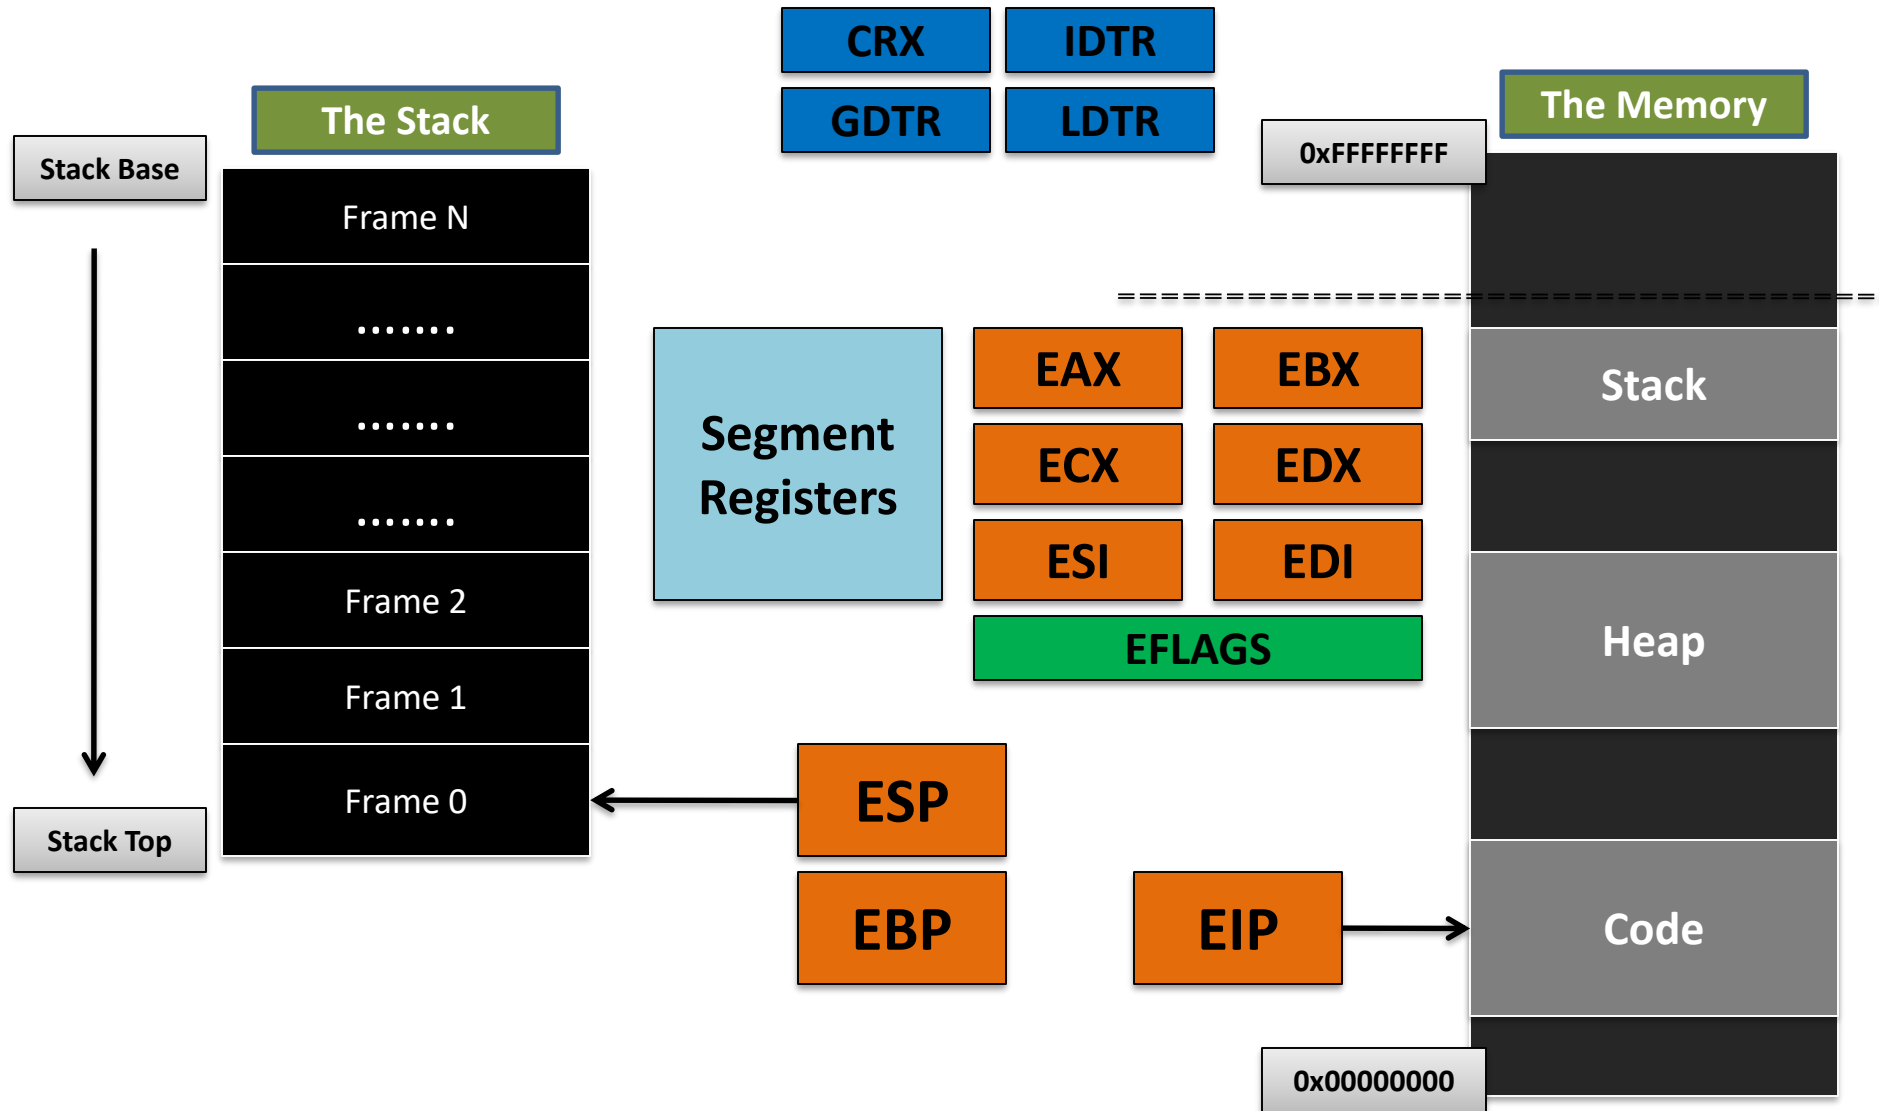 CRX
IDTR
GDTR
LDTR
The Stack
The Memory
Stack Base
0xFFFFFFFF
Frame N
.......
.......
.......
Frame 2
Frame 1
Frame 0
Stack Top
==================================
Segment
Registers
EAX
EBX
ECX
EDX
ESI
EDI
EFLAGS
ESP
EBP
EIP
Stack
Heap
Code
0x00000000